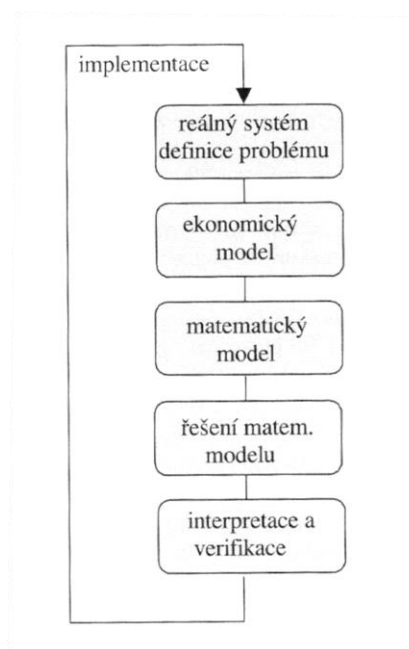 implementace
reálný systém
definice problému
ekonomický
model
matematický
model
řešení matem.
modelu
interpretace a
verifikace